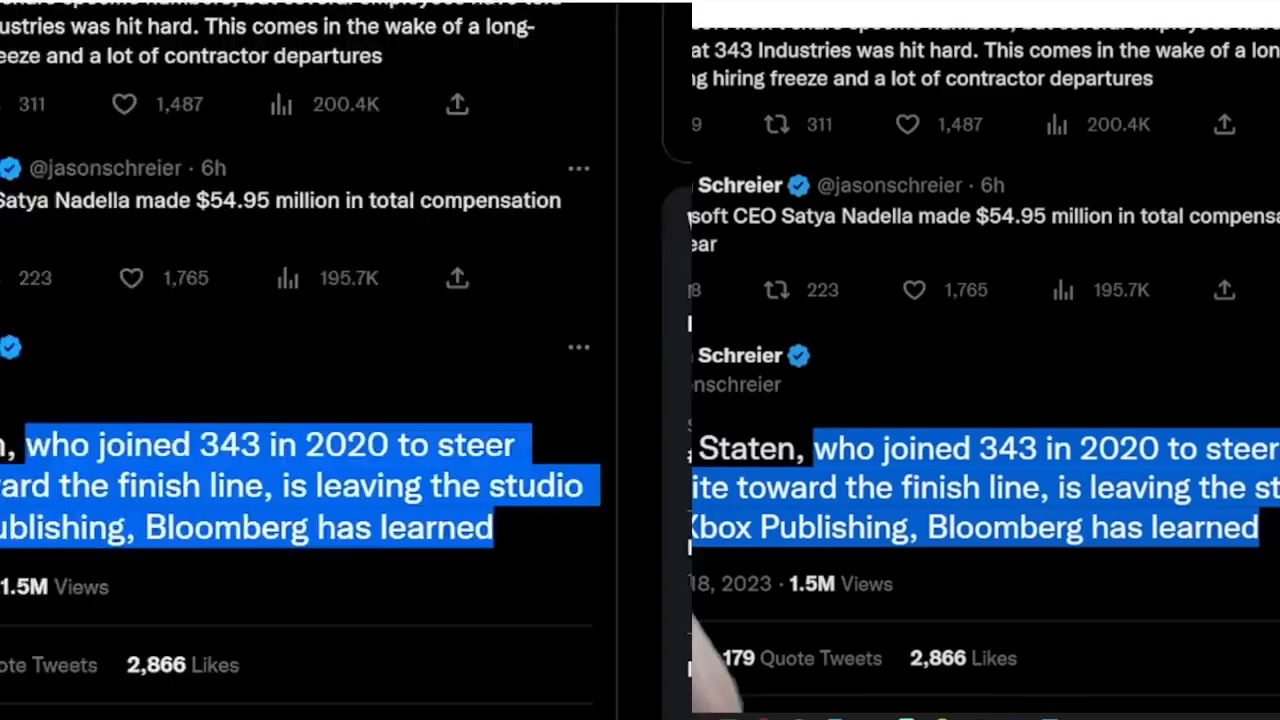 ustries was hit hard. This comes in the wake of a long-
eeze and a lot of contractor departures
311 1,487 200.4K
@jasonschreier · 6h
Satya Nadella made $54.95 million in total compensation
223 1,765 195.7K
who joined 343 in 2020 to steer
ard the finish line, is leaving the studio
ublishing, Bloomberg has learned
1.5M Views
ote Tweets 2,866 Likes
at 343 Industries was hit hard. This comes in the wake of a lon
ng hiring freeze and a lot of contractor departures
9 311 1,487 200.4K
Schreier @jasonschreier · 6h
soft CEO Satya Nadella made $54.95 million in total compensa
ear
8 223 1,765 195.7K
Schreier
nschreier
Staten, who joined 343 in 2020 to steer
ite toward the finish line, is leaving the st
Xbox Publishing, Bloomberg has learned
18, 2023 · 1.5M Views
179 Quote Tweets 2,866 Likes